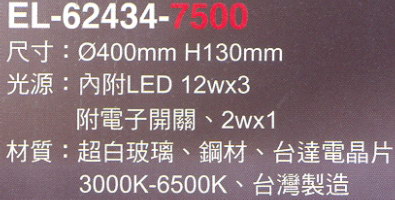 EL-62434-7500
尺寸：Ø400mm H130mm
光源：內附LED 12wx3
附電子開關、2wx1
材質：超白玻璃、鋼材、台達電晶片
3000K-6500K、台灣製造